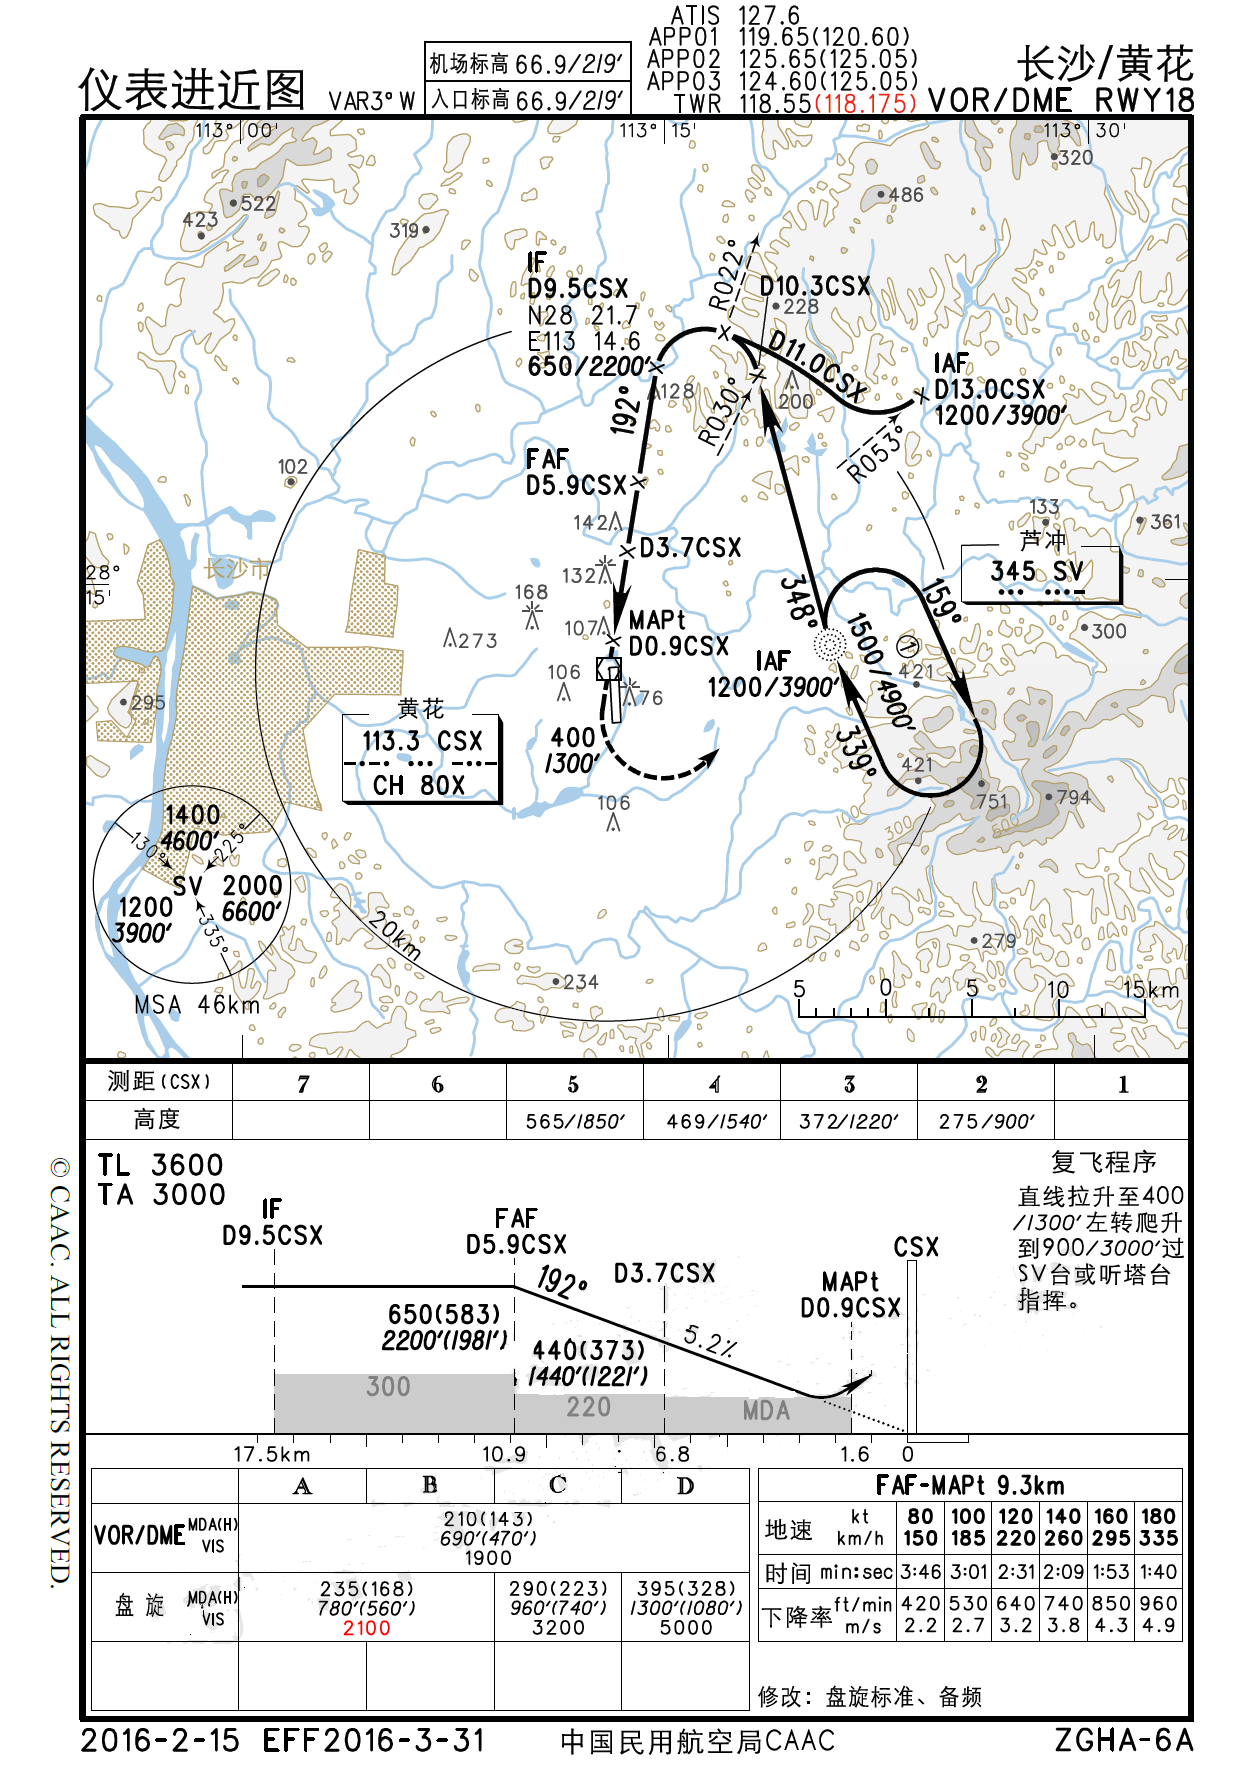 ATIS 127.6
APP01 119.65(120.60)
APP02 125.65(125.05)
APP03 124.60(125.05)
TWR 118.55(118.175)
仪表进近图
VAR3° W
机场标高 66.9/219'
入口标高 66.9/219'
长沙/黄花
VOR/DME RWY18
113° 00'
113° 15'
113° 30'
320
522
423
486
319
R022°
IF
D9.5CSX
N28 21.7
E113 14.6
650/2200'
D10.3CSX
228
D11.0CSX
IAF
D13.0CSX
1200/3900'
128
200
192°
R030°
R053°
FAF
D5.9CSX
102
142
D3.7CSX
133
361
芦冲
345 SV
28°
15'
长沙市
132
168
348°
159°
107
MAPt
D0.9CSX
273
1500/4900'
1
300
IAF
1200/3900'
421
106
76
295
黄花
113.3 CSX
CH 80X
400
1300'
339°
421
751
794
106
100
300
500
1400
4600'
130°
225°
SV
2000
6600'
1200
3900'
335°
20km
MSA 46km
279
234
5 0 5 10 15km
测距(CSX) 7 6 5 4 3 2 1
高度 565/1850' 469/1540' 372/1220' 275/900'
TL 3600
TA 3000
复飞程序
直线拉升至400
/1300'左转爬升
到900/3000'过
SV台或听塔台
指挥。
IF
D9.5CSX
FAF
D5.9CSX
192°
D3.7CSX
MAPt
D0.9CSX
CSX
650(583)
2200'(1981')
440(373)
1440'(1221')
5.2%
300
220
MDA
17.5km 10.9 6.8 1.6 0
A B C D
VOR/DME MDA(H) VIS
210(143)
690'(470')
1900
盘旋 MDA(H) VIS
235(168)
780'(560')
2100
290(223)
960'(740')
3200
395(328)
1300'(1080')
5000
FAF-MAPt 9.3km
地速 kt 80 100 120 140 160 180
km/h 150 185 220 260 295 335
时间 min:sec 3:46 3:01 2:31 2:09 1:53 1:40
下降率 ft/min 420 530 640 740 850 960
m/s 2.2 2.7 3.2 3.8 4.3 4.9
修改：盘旋标准、备频
© CAAC. ALL RIGHTS RESERVED.
2016-2-15 EFF2016-3-31
中国民用航空局CAAC
ZGHA-6A